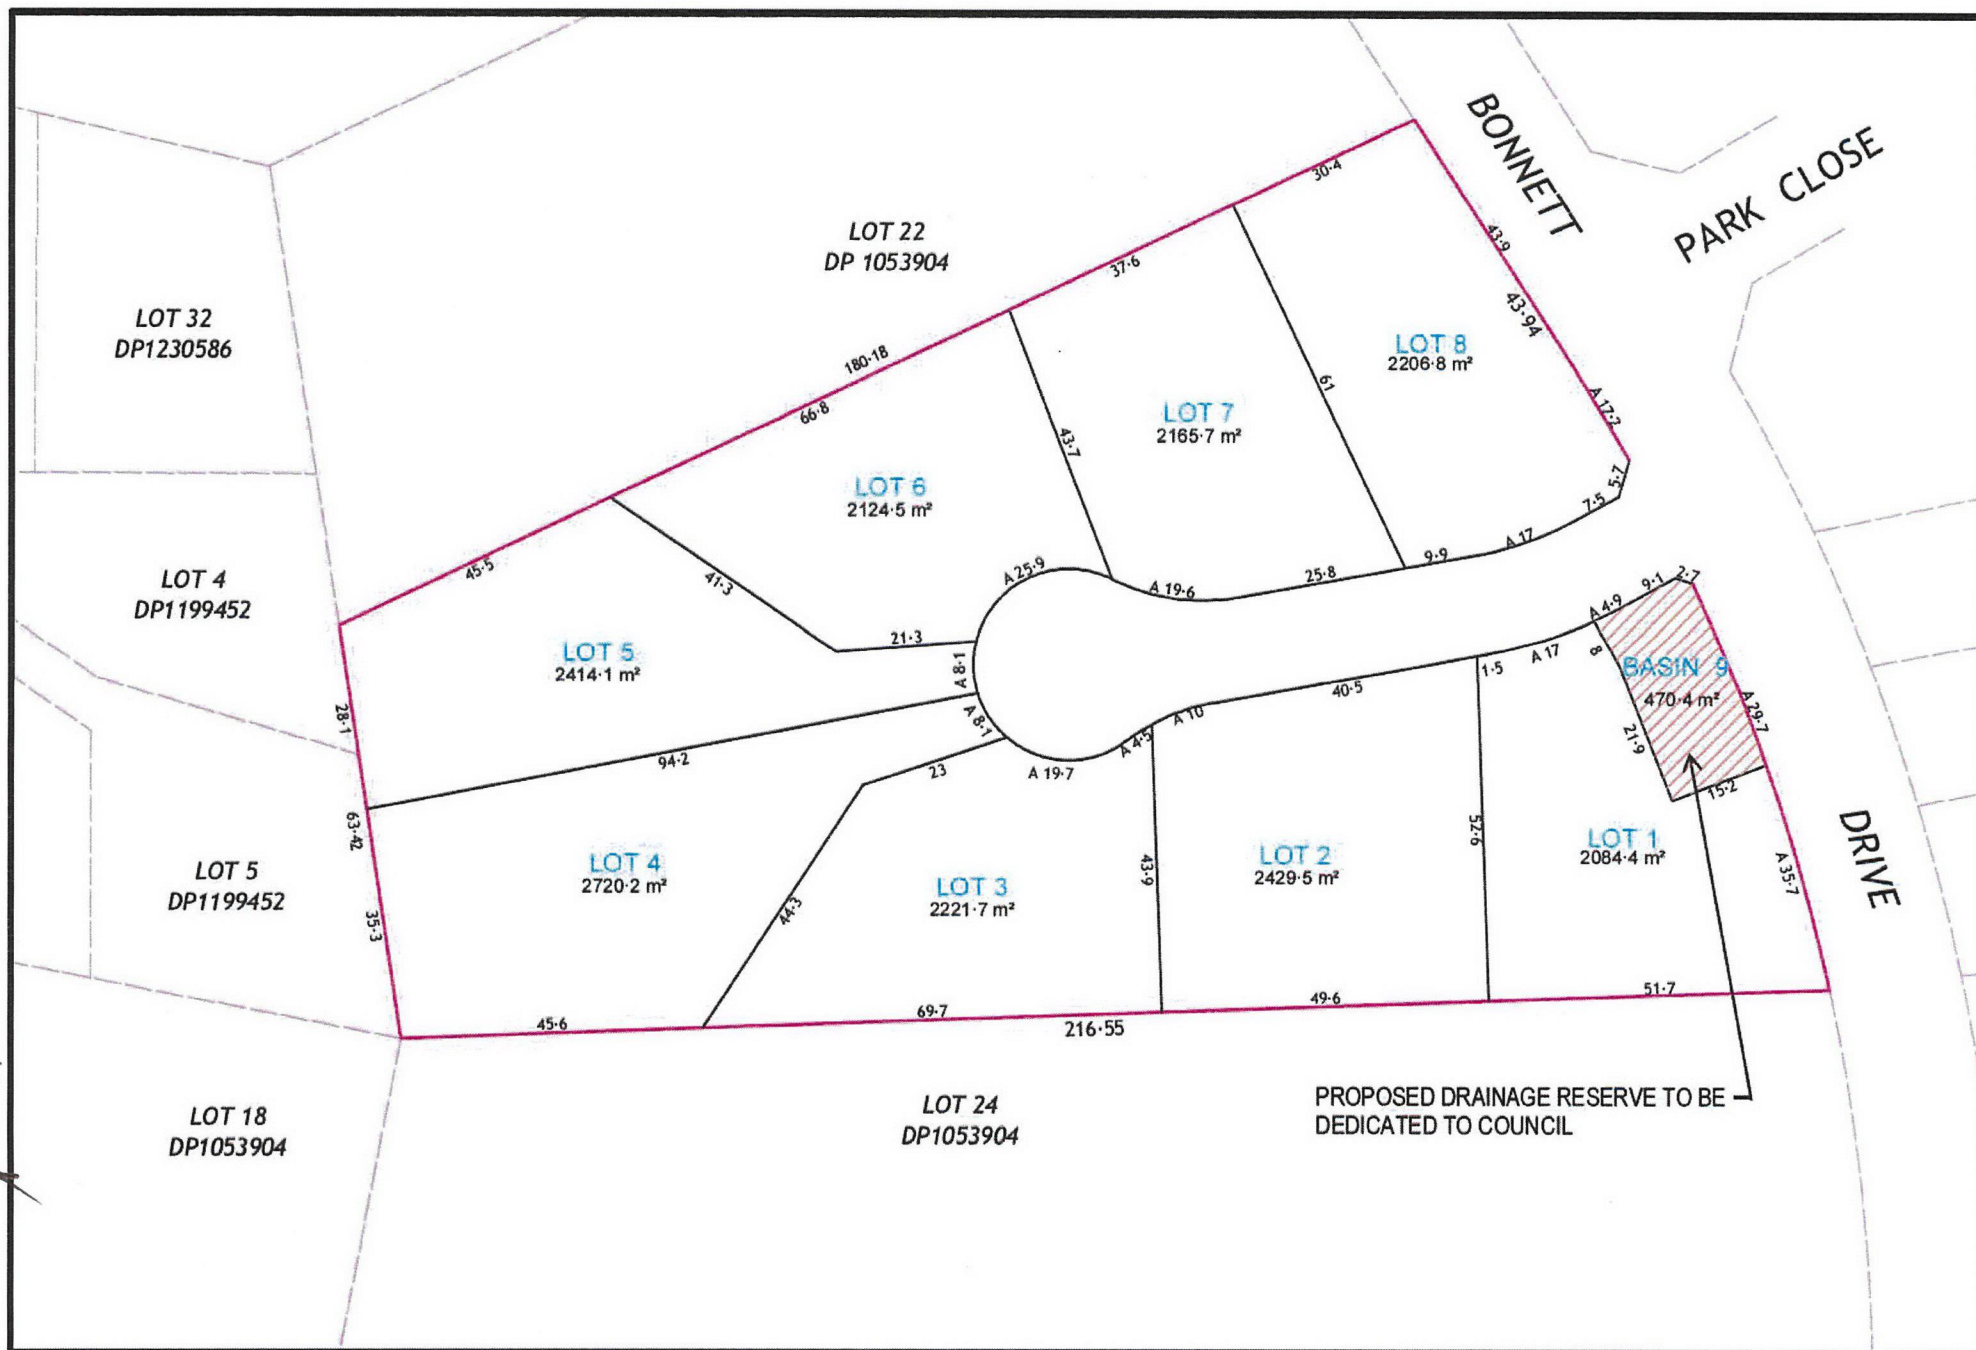 BONNETT
PARK CLOSE
30·4
43·9
LOT 22
DP 1053904
37·6
43·94
LOT 32
DP1230586
LOT 8
2206·8 m²
180·18
66·8
61
A 17·2
LOT 7
2165·7 m²
43·7
5·7
LOT 6
2124·5 m²
7·5
A 17
9·9
45·5
41·3
A 25·9
A 19·6
25·8
9·1
2·7
LOT 4
DP1199452
A 4·9
21·3
LOT 5
2414·1 m²
A 8·1
8
A 17
1·5
BASIN 9
470·4 m²
40·5
A 29·7
28·1
A 8·1
A 10
A 4·5
21·9
94·2
23
A 19·7
15·2
63·42
52·6
LOT 1
2084·4 m²
DRIVE
LOT 4
2720·2 m²
LOT 2
2429·5 m²
43·9
A 35·7
LOT 5
DP1199452
LOT 3
2221·7 m²
44·3
35·3
51·7
49·6
69·7
45·6
216·55
PROPOSED DRAINAGE RESERVE TO BE
DEDICATED TO COUNCIL
LOT 24
DP1053904
LOT 18
DP1053904